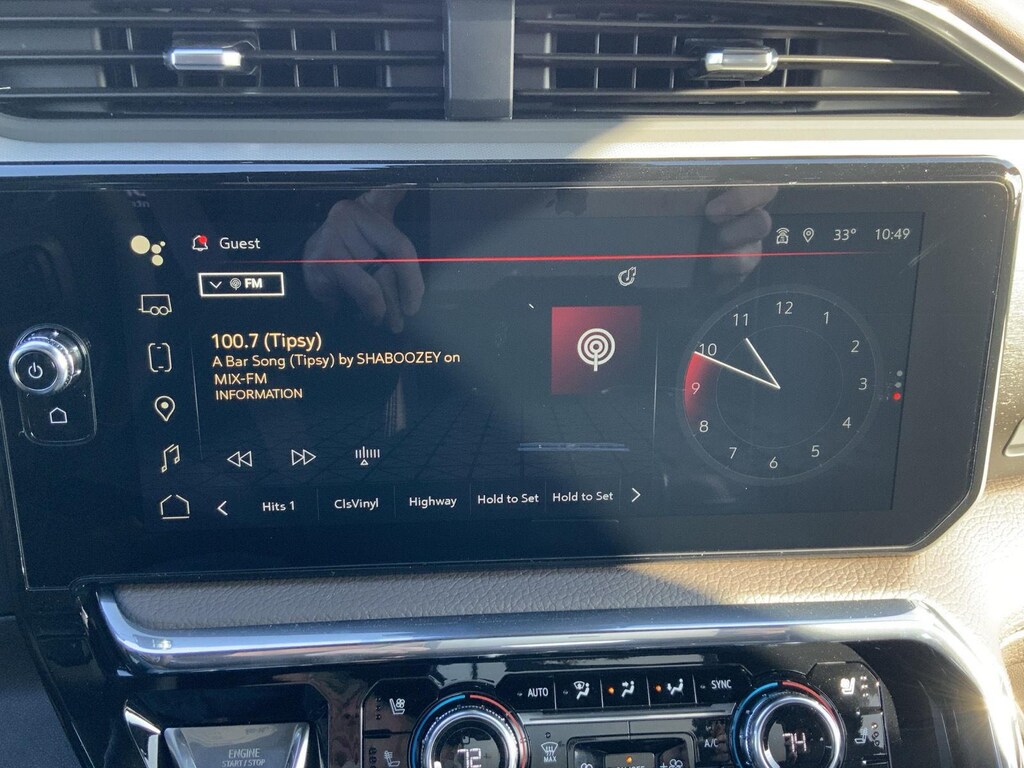 Guest
33° 10:49
FM
100.7 (Tipsy)
A Bar Song (Tipsy) by SHABOOZEY on
MIX-FM
INFORMATION
12
11 1
10 2
9 3
8 4
7 5
6
Hits 1 ClsVinyl Highway Hold to Set Hold to Set
AUTO SYNC
ENGINE
START/STOP
72 MAX A/C 74